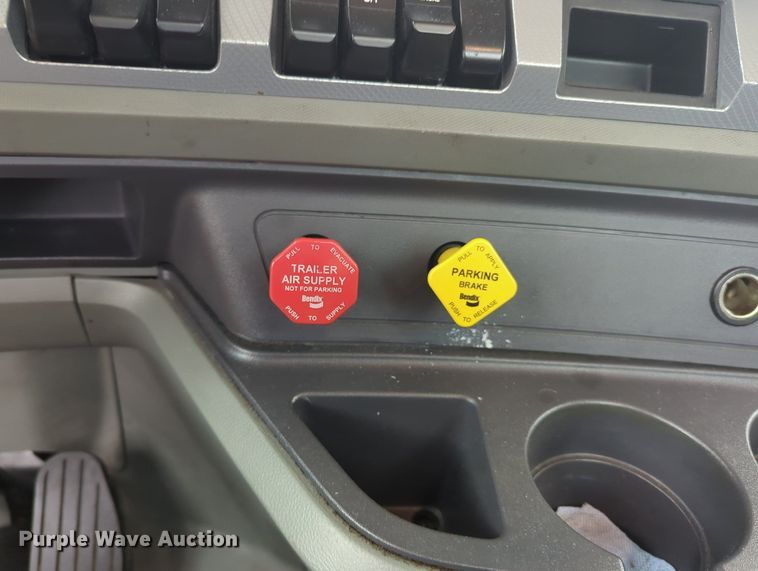 PULL TO EVACUATE
TRAILER
AIR SUPPLY
NOT FOR PARKING
Bendix
PUSH TO SUPPLY
PULL TO APPLY
PARKING
BRAKE
Bendix
PUSH TO RELEASE
Purple Wave Auction